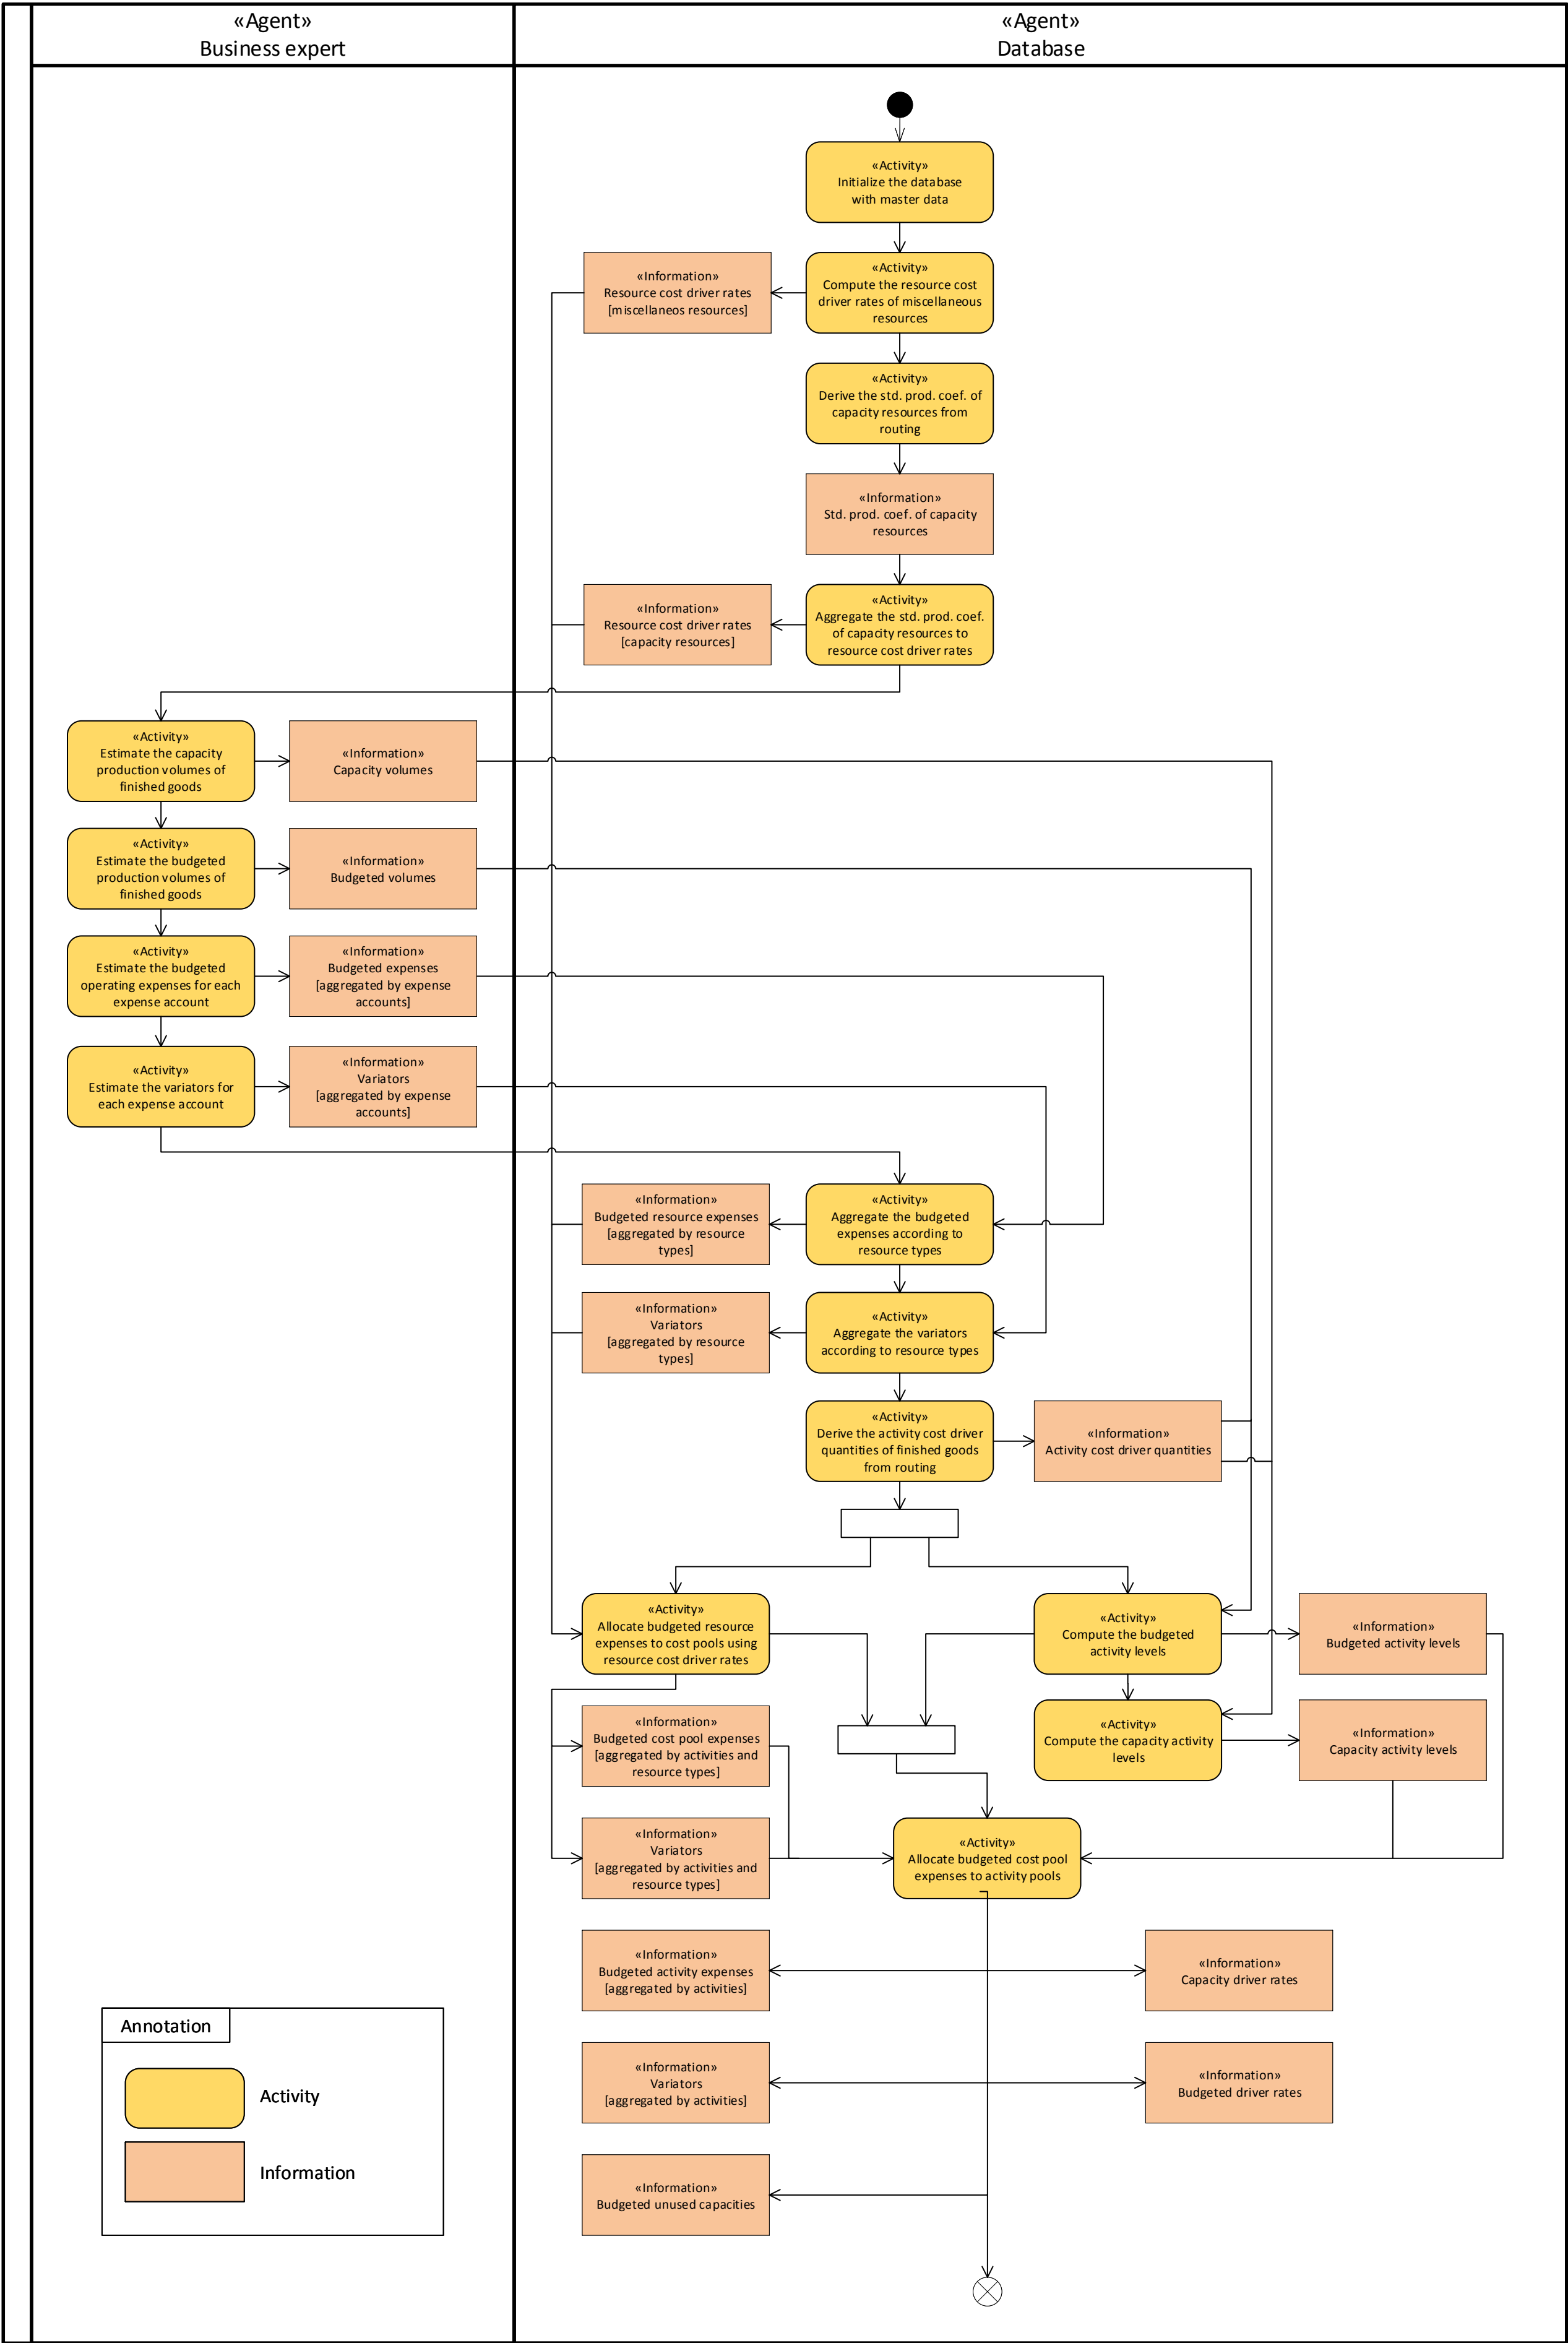 «Agent»
Business expert
«Agent»
Database
«Activity»
Initialize the database
with master data
«Information»
Resource cost driver rates
[miscellaneos resources]
«Activity»
Compute the resource cost
driver rates of miscellaneous
resources
«Activity»
Derive the std. prod. coef. of
capacity resources from
routing
«Information»
Std. prod. coef. of capacity
resources
«Information»
Resource cost driver rates
[capacity resources]
«Activity»
Aggregate the std. prod. coef.
of capacity resources to
resource cost driver rates
«Activity»
Estimate the capacity
production volumes of
finished goods
«Information»
Capacity volumes
«Activity»
Estimate the budgeted
production volumes of
finished goods
«Information»
Budgeted volumes
«Activity»
Estimate the budgeted
operating expenses for each
expense account
«Information»
Budgeted expenses
[aggregated by expense
accounts]
«Activity»
Estimate the variators for
each expense account
«Information»
Variators
[aggregated by expense
accounts]
«Information»
Budgeted resource expenses
[aggregated by resource
types]
«Activity»
Aggregate the budgeted
expenses according to
resource types
«Information»
Variators
[aggregated by resource
types]
«Activity»
Aggregate the variators
according to resource types
«Activity»
Derive the activity cost driver
quantities of finished goods
from routing
«Information»
Activity cost driver quantities
«Activity»
Allocate budgeted resource
expenses to cost pools using
resource cost driver rates
«Activity»
Compute the budgeted
activity levels
«Information»
Budgeted activity levels
«Information»
Budgeted cost pool expenses
[aggregated by activities and
resource types]
«Activity»
Compute the capacity activity
levels
«Information»
Capacity activity levels
«Information»
Variators
[aggregated by activities and
resource types]
«Activity»
Allocate budgeted cost pool
expenses to activity pools
«Information»
Budgeted activity expenses
[aggregated by activities]
«Information»
Capacity driver rates
«Information»
Variators
[aggregated by activities]
«Information»
Budgeted driver rates
«Information»
Budgeted unused capacities
Annotation
Activity
Information